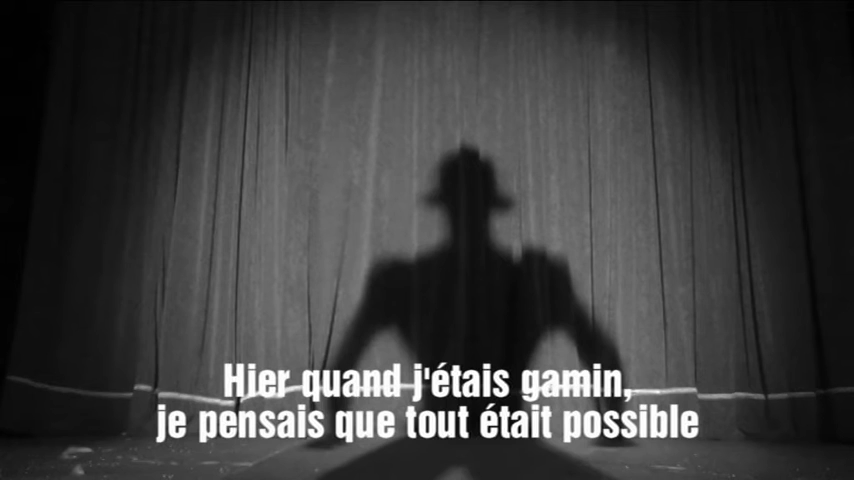 Hier quand j'étais gamin,
je pensais que tout était possible